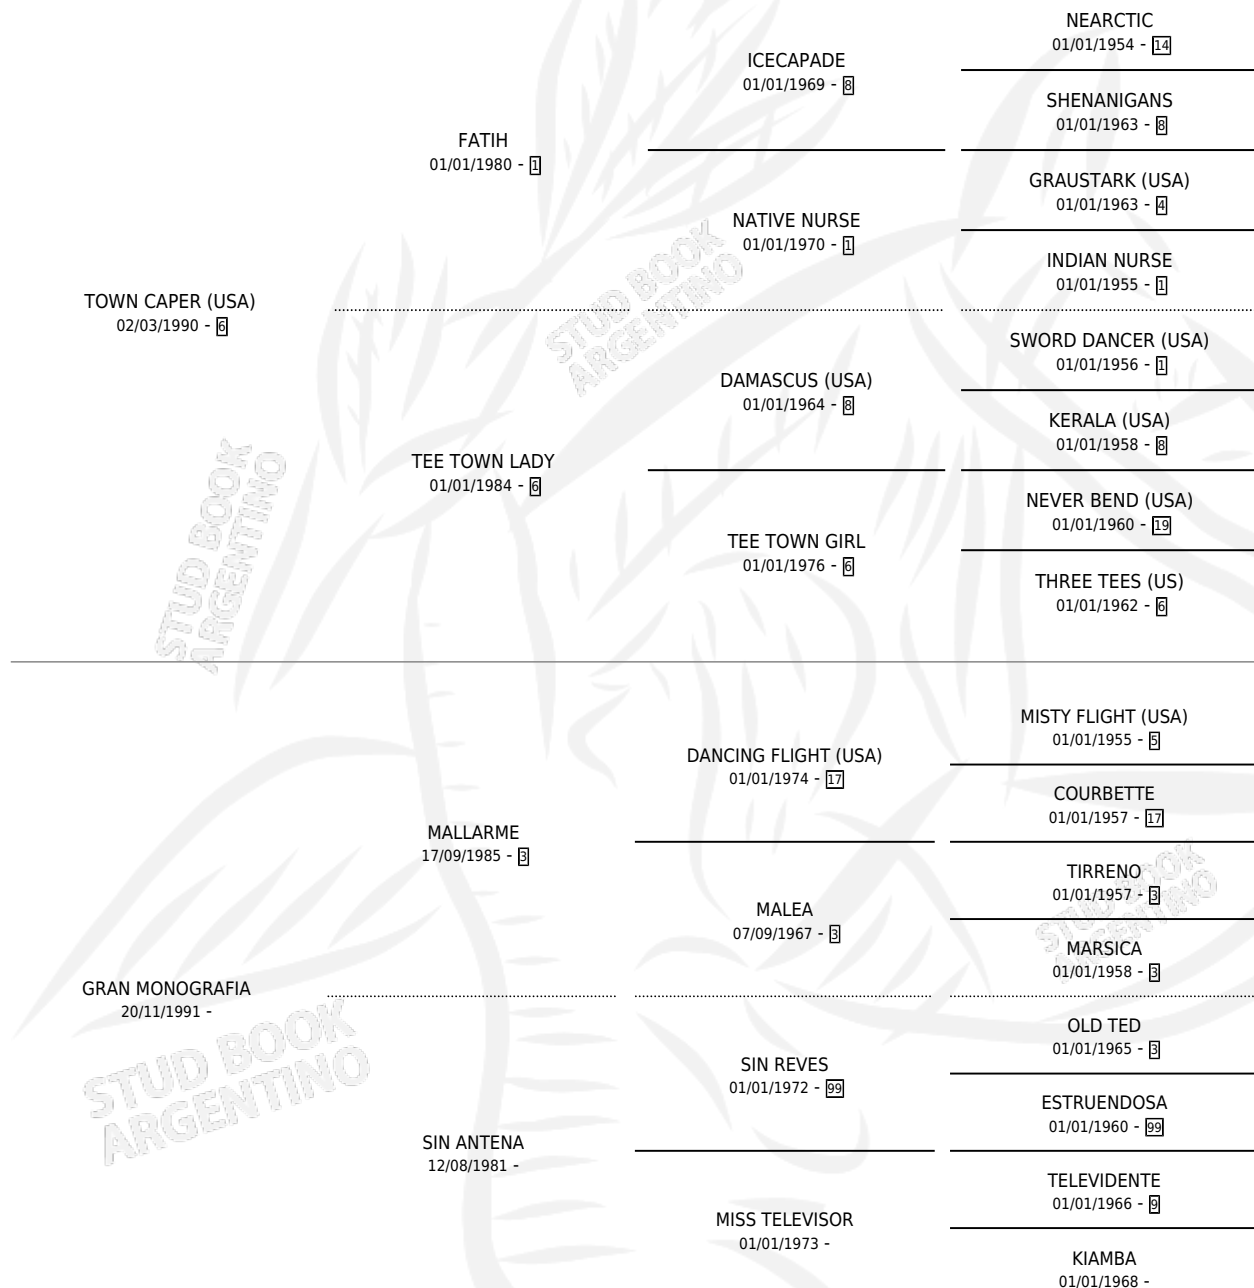 NEARCTIC
01/01/1954 - 14
ICECAPADE
01/01/1969 - 8
SHENANIGANS
01/01/1963 - 8
FATIH
01/01/1980 - 1
GRAUSTARK (USA)
01/01/1963 - 4
NATIVE NURSE
01/01/1970 - 1
INDIAN NURSE
01/01/1955 - 1
TOWN CAPER (USA)
02/03/1990 - 6
SWORD DANCER (USA)
01/01/1956 - 1
DAMASCUS (USA)
01/01/1964 - 8
KERALA (USA)
01/01/1958 - 8
TEE TOWN LADY
01/01/1984 - 6
NEVER BEND (USA)
01/01/1960 - 19
TEE TOWN GIRL
01/01/1976 - 6
THREE TEES (US)
01/01/1962 - 6
MISTY FLIGHT (USA)
01/01/1955 - 5
DANCING FLIGHT (USA)
01/01/1974 - 17
COURBETTE
01/01/1957 - 17
MALLARME
17/09/1985 - 3
TIRRENO
01/01/1957 - 3
MALEA
07/09/1967 - 3
MARSICA
01/01/1958 - 3
GRAN MONOGRAFIA
20/11/1991 -
OLD TED
01/01/1965 - 3
SIN REVES
01/01/1972 - 99
ESTRUENDOSA
01/01/1960 - 99
SIN ANTENA
12/08/1981 -
TELEVIDENTE
01/01/1966 - 9
MISS TELEVISOR
01/01/1973 -
KIAMBA
01/01/1968 -
STUD BOOK
ARGENTINO
STUD BOOK
ARGENTINO
STUD BOOK
ARGENTINO
STUD BOOK
ARGENTINO